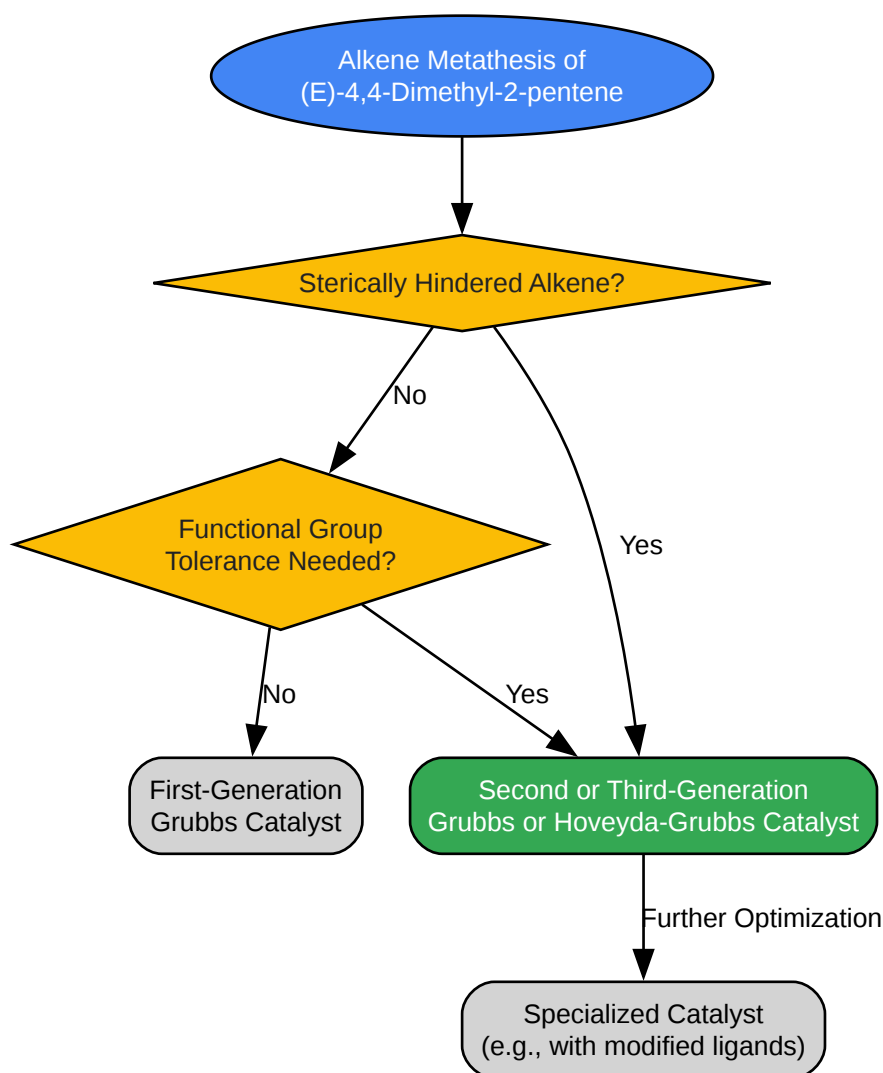 Alkene Metathesis of
(E)-4,4-Dimethyl-2-pentene
Sterically Hindered Alkene?
No
Yes
Functional Group
Tolerance Needed?
No
Yes
First-Generation
Grubbs Catalyst
Second or Third-Generation
Grubbs or Hoveyda-Grubbs Catalyst
Further Optimization
Specialized Catalyst
(e.g., with modified ligands)